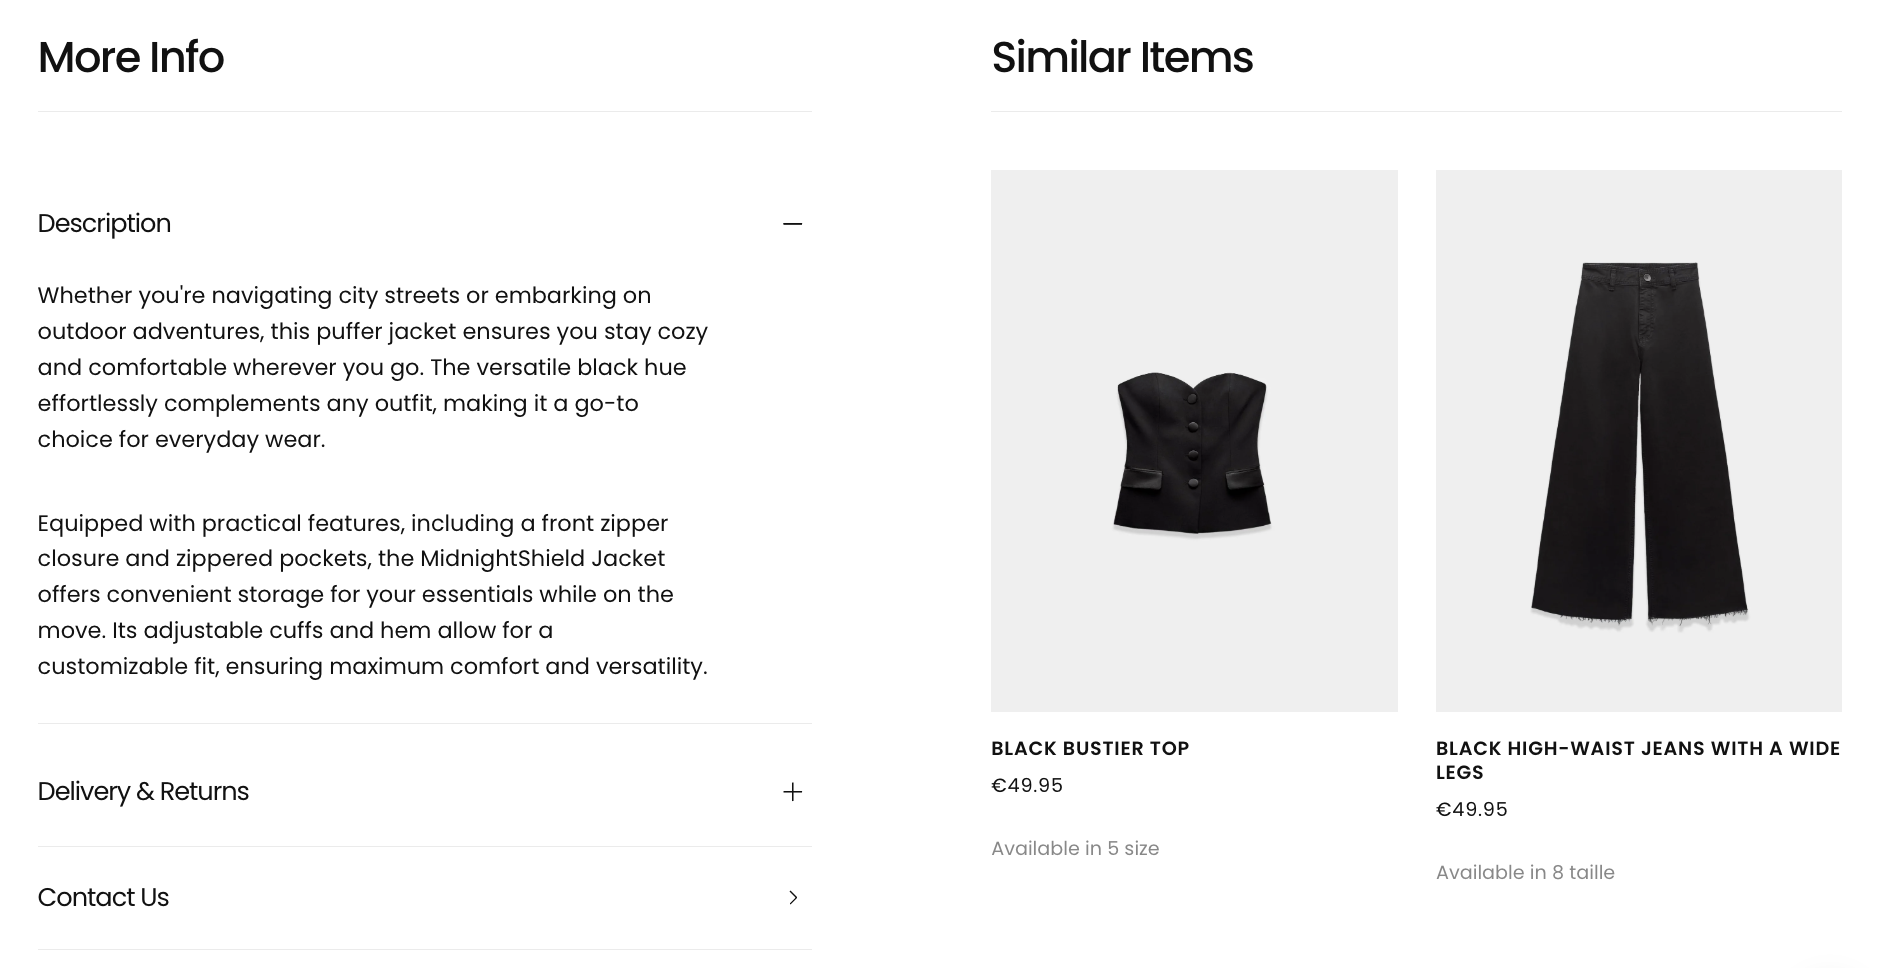 More Info
Description
Whether you're navigating city streets or embarking on
outdoor adventures, this puffer jacket ensures you stay cozy
and comfortable wherever you go. The versatile black hue
effortlessly complements any outfit, making it a go-to
choice for everyday wear.
Equipped with practical features, including a front zipper
closure and zippered pockets, the MidnightShield Jacket
offers convenient storage for your essentials while on the
move. Its adjustable cuffs and hem allow for a
customizable fit, ensuring maximum comfort and versatility.
Delivery & Returns
Contact Us
Similar Items
BLACK BUSTIER TOP
€49.95
Available in 5 size
BLACK HIGH-WAIST JEANS WITH A WIDE
LEGS
€49.95
Available in 8 taille